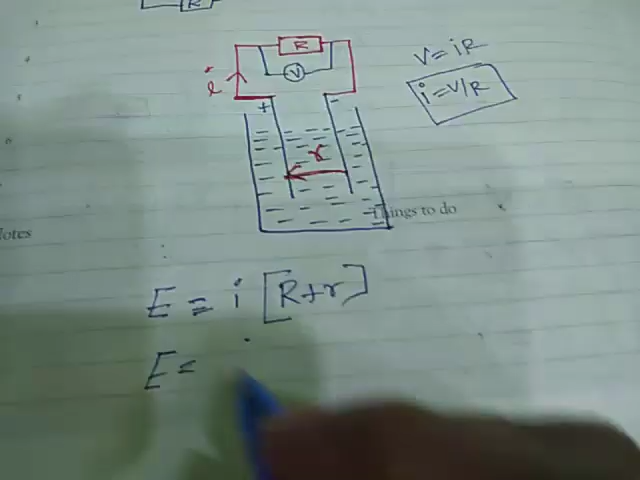 R
R
V
i
+
-
r
V = iR
i = V/R
Things to do
Notes
E = i [R+r]
E =